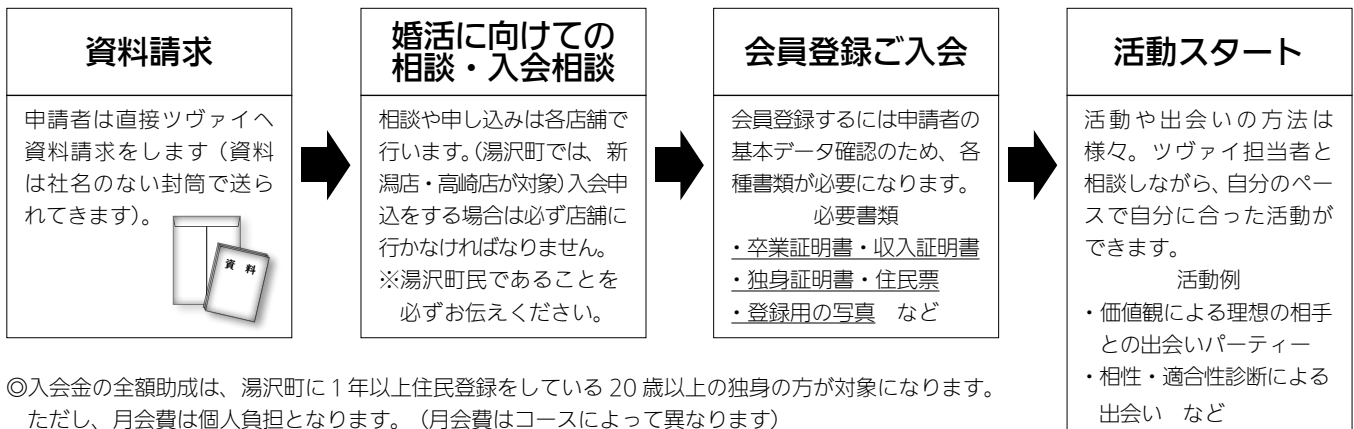 資料請求
申請者は直接ツヴァイへ
資料請求をします（資料
は社名のない封筒で送ら
れてきます）。
資 料
婚活に向けての
相談・入会相談
相談や申し込みは各店舗で
行います。（湯沢町では、新
潟店・高崎店が対象）入会申
込をする場合は必ず店舗に
行かなければなりません。
※湯沢町民であることを
必ずお伝えください。
会員登録ご入会
会員登録するには申請者の
基本データ確認のため、各
種書類が必要になります。
必要書類
・卒業証明書・収入証明書
・独身証明書・住民票
・登録用の写真　など
活動スタート
活動や出会いの方法は
様々。ツヴァイ担当者と
相談しながら、自分のペー
スで自分に合った活動が
できます。
活動例
・価値観による理想の相手
との出会いパーティー
・相性・適合性診断による
出会い　など
◎入会金の全額助成は、湯沢町に１年以上住民登録をしている 20 歳以上の独身の方が対象になります。
ただし、月会費は個人負担となります。（月会費はコースによって異なります）